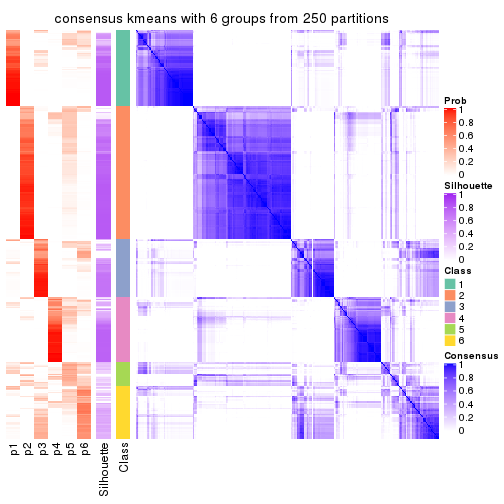 consensus kmeans with 6 groups from 250 partitions
Prob
1
0.8
0.6
0.4
0.2
0
Silhouette
1
0.8
0.6
0.4
0.2
0
Class
1
2
3
4
5
6
Consensus
1
0.8
0.6
0.4
0.2
0
p1
p2
p3
p4
p5
p6
Silhouette
Class